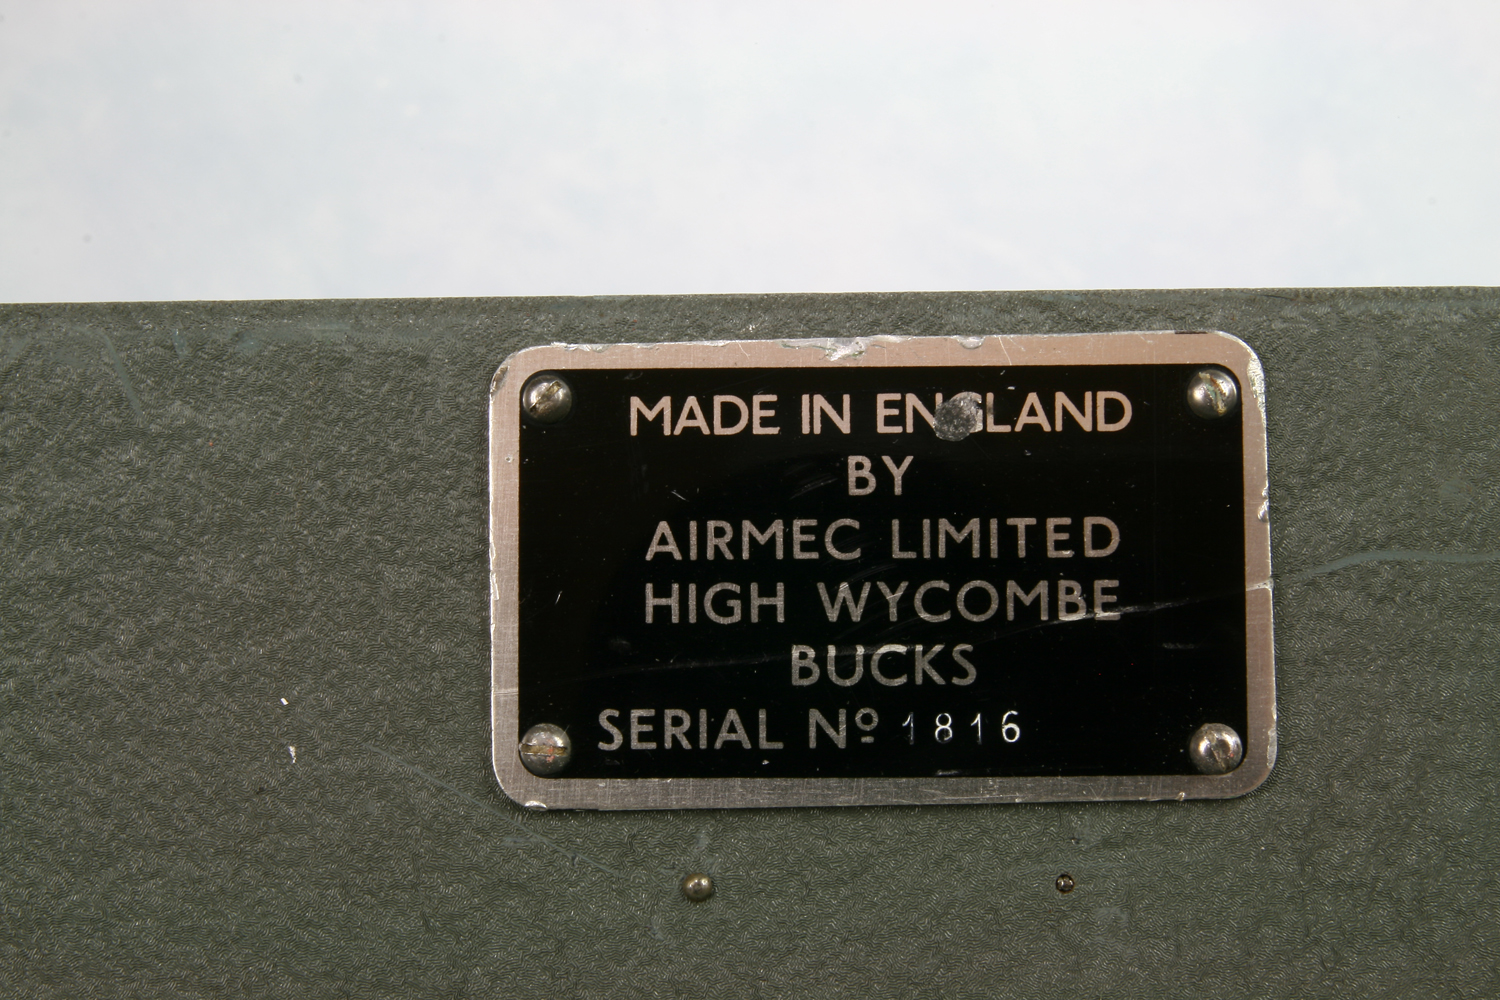 MADE IN ENGLAND
BY
AIRMEC LIMITED
HIGH WYCOMBE
BUCKS
SERIAL Nº 1816